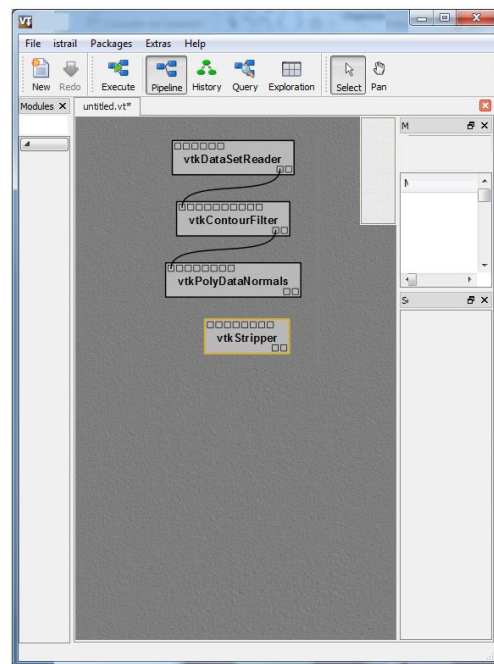 VT
File istrail Packages Extras Help
New Redo Execute Pipeline History Query Exploration Select Pan
Modules
untitled.vt*
M
vtkDataSetReader
vtkContourFilter
vtkPolyDataNormals
vtkStripper